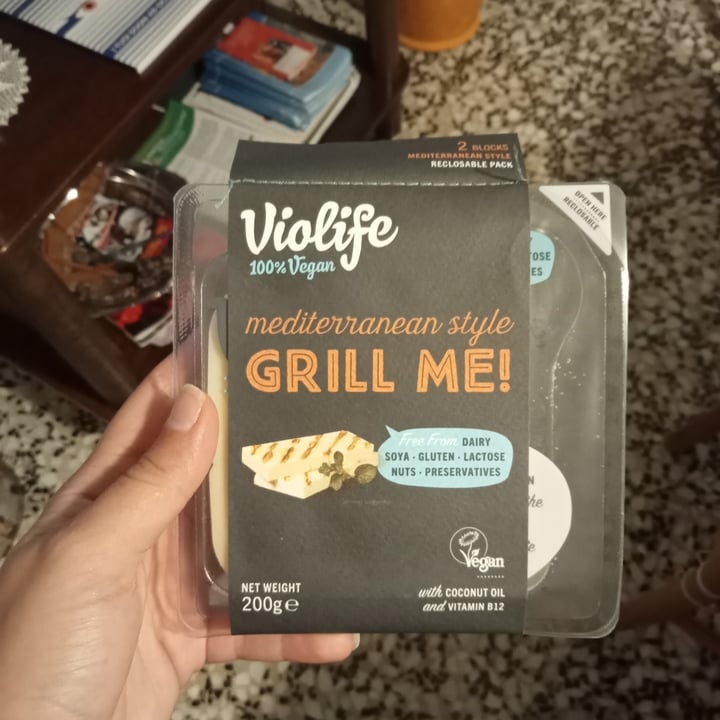 2 BLOCKS
MEDITERRANEAN STYLE
RECLOSABLE PACK
OPEN HERE
RECLOSABLE
Violife
100% Vegan
mediterranean style
GRILL ME!
Free From DAIRY
SOYA · GLUTEN · LACTOSE
NUTS · PRESERVATIVES
Vegan
NET WEIGHT
200g e
with COCONUT OIL
and VITAMIN B12